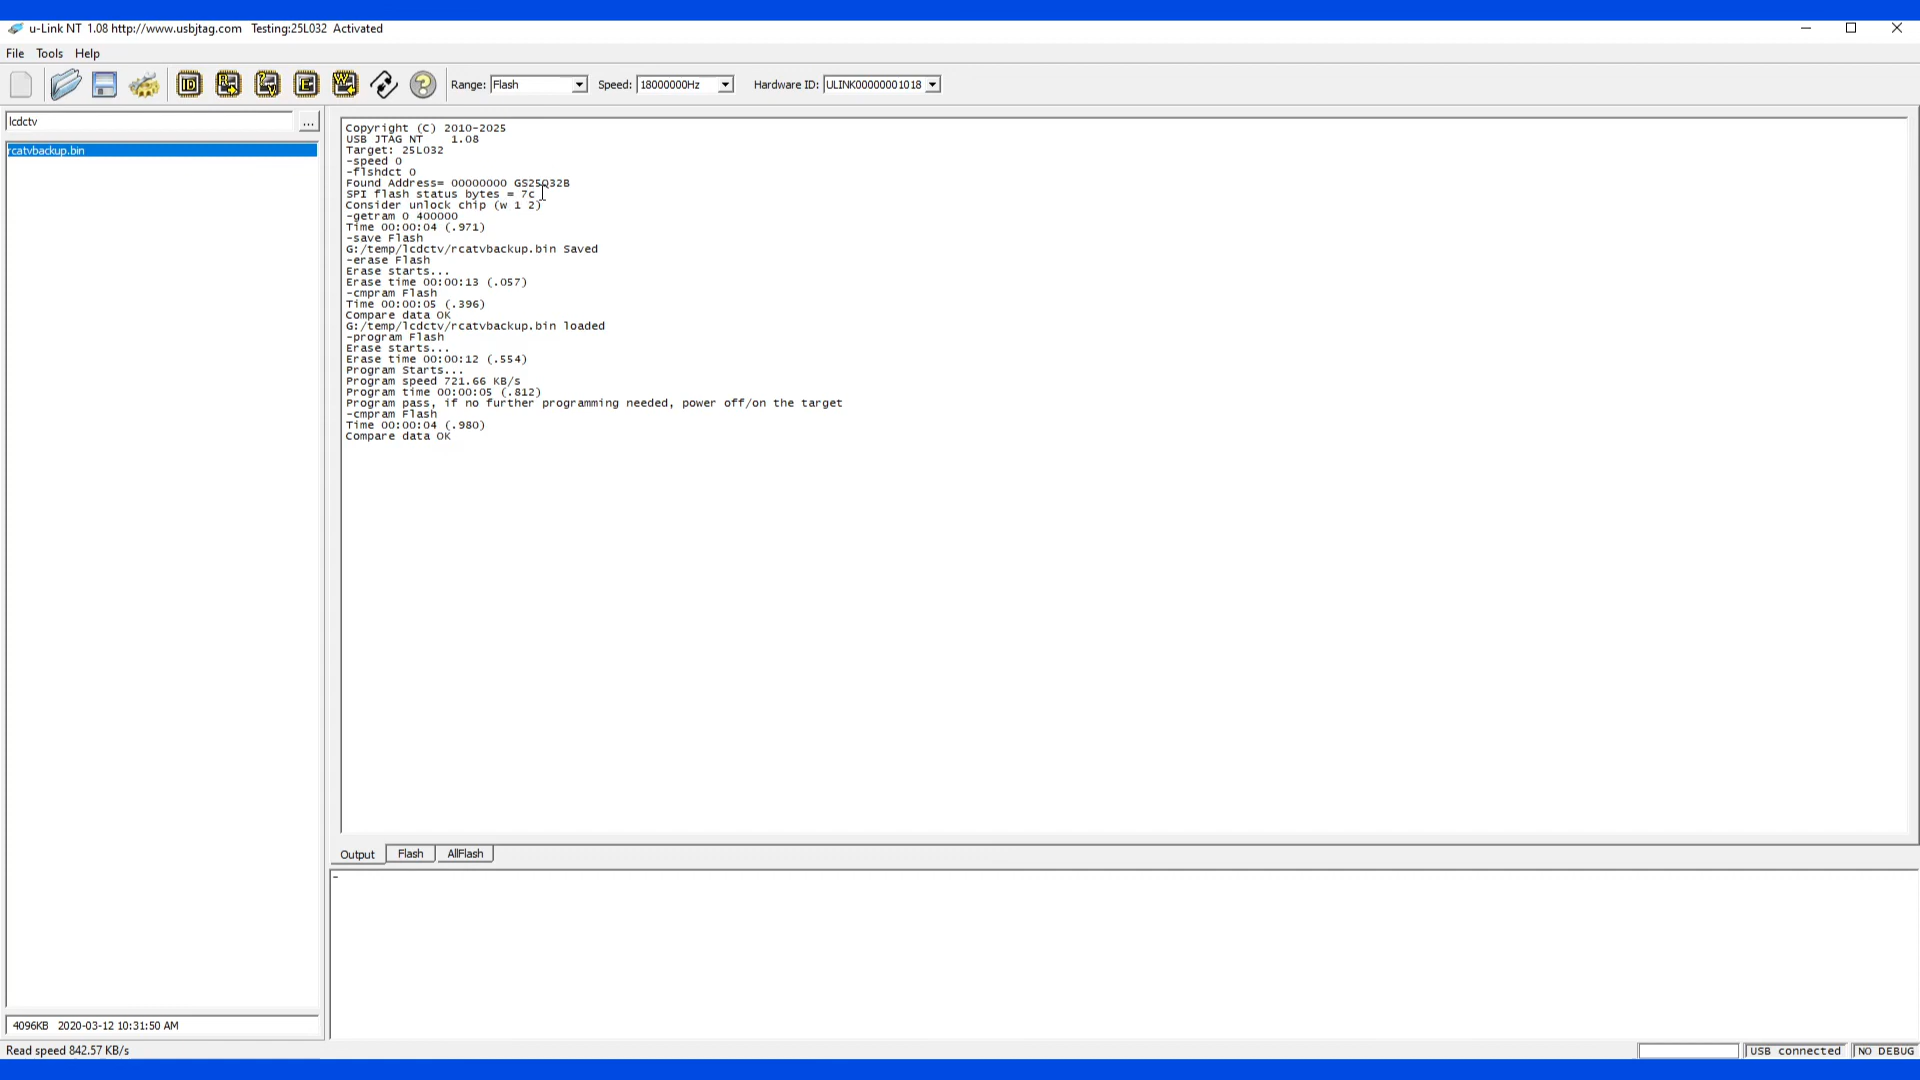 u-Link NT 1.08 http://www.usbjtag.com Testing:25L032 Activated
File Tools Help
ID R ? V E W Range: Flash Speed: 18000000Hz Hardware ID: ULINK00000001018
lcdctv ...
rcatvbackup.bin
Copyright (C) 2010-2025
USB JTAG NT 1.08
Target: 25L032
-speed 0
-flshdct 0
Found Address= 00000000 GS25Q32B
SPI flash status bytes = 7c
Consider unlock chip (w 1 2)
-getram 0 400000
Time 00:00:04 (.971)
-save Flash
G:/temp/lcdctv/rcatvbackup.bin Saved
-erase Flash
Erase starts...
Erase time 00:00:13 (.057)
-cmpram Flash
Time 00:00:05 (.396)
Compare data OK
G:/temp/lcdctv/rcatvbackup.bin loaded
-program Flash
Erase starts...
Erase time 00:00:12 (.554)
Program Starts...
Program speed 721.66 KB/s
Program time 00:00:05 (.812)
Program pass, if no further programming needed, power off/on the target
-cmpram Flash
Time 00:00:04 (.980)
Compare data OK
Output Flash AllFlash
-
4096KB 2020-03-12 10:31:50 AM
Read speed 842.57 KB/s USB connected NO DEBUG